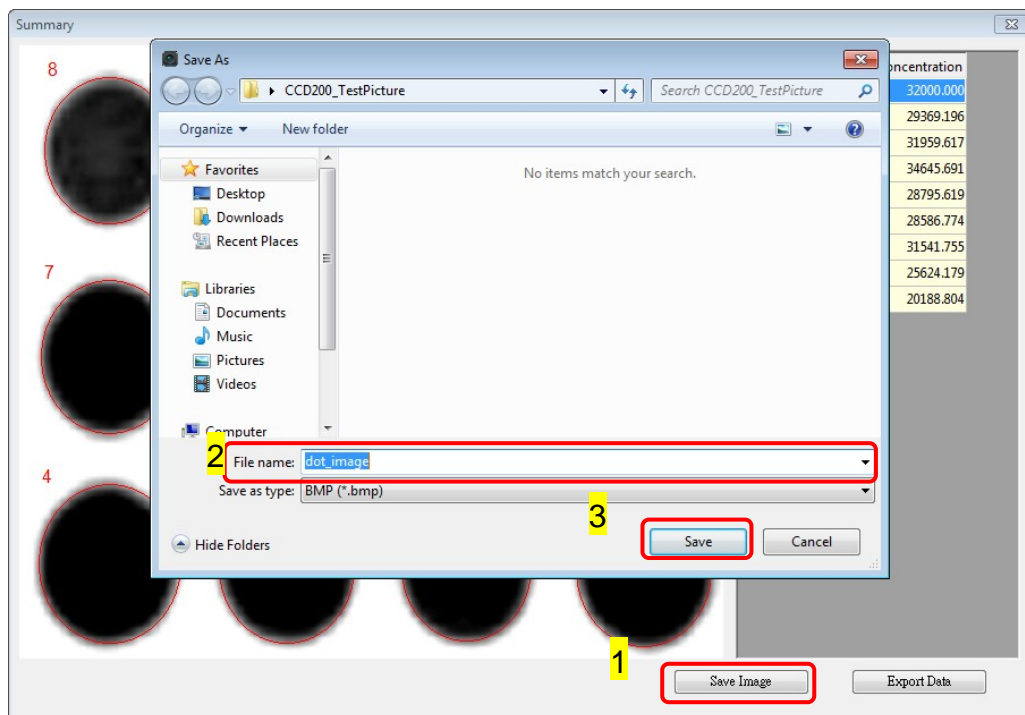 Summary
8
7
4
Save As
CCD200_TestPicture
Search CCD200_TestPicture
Organize
New folder
Favorites
Desktop
Downloads
Recent Places
Libraries
Documents
Music
Pictures
Videos
Computer
No items match your search.
2
File name: dot_image
Save as type: BMP (*.bmp)
3
Hide Folders
Save
Cancel
oncentration
32000.000
29369.196
31959.617
34645.691
28795.619
28586.774
31541.755
25624.179
20188.804
1
Save Image
Export Data